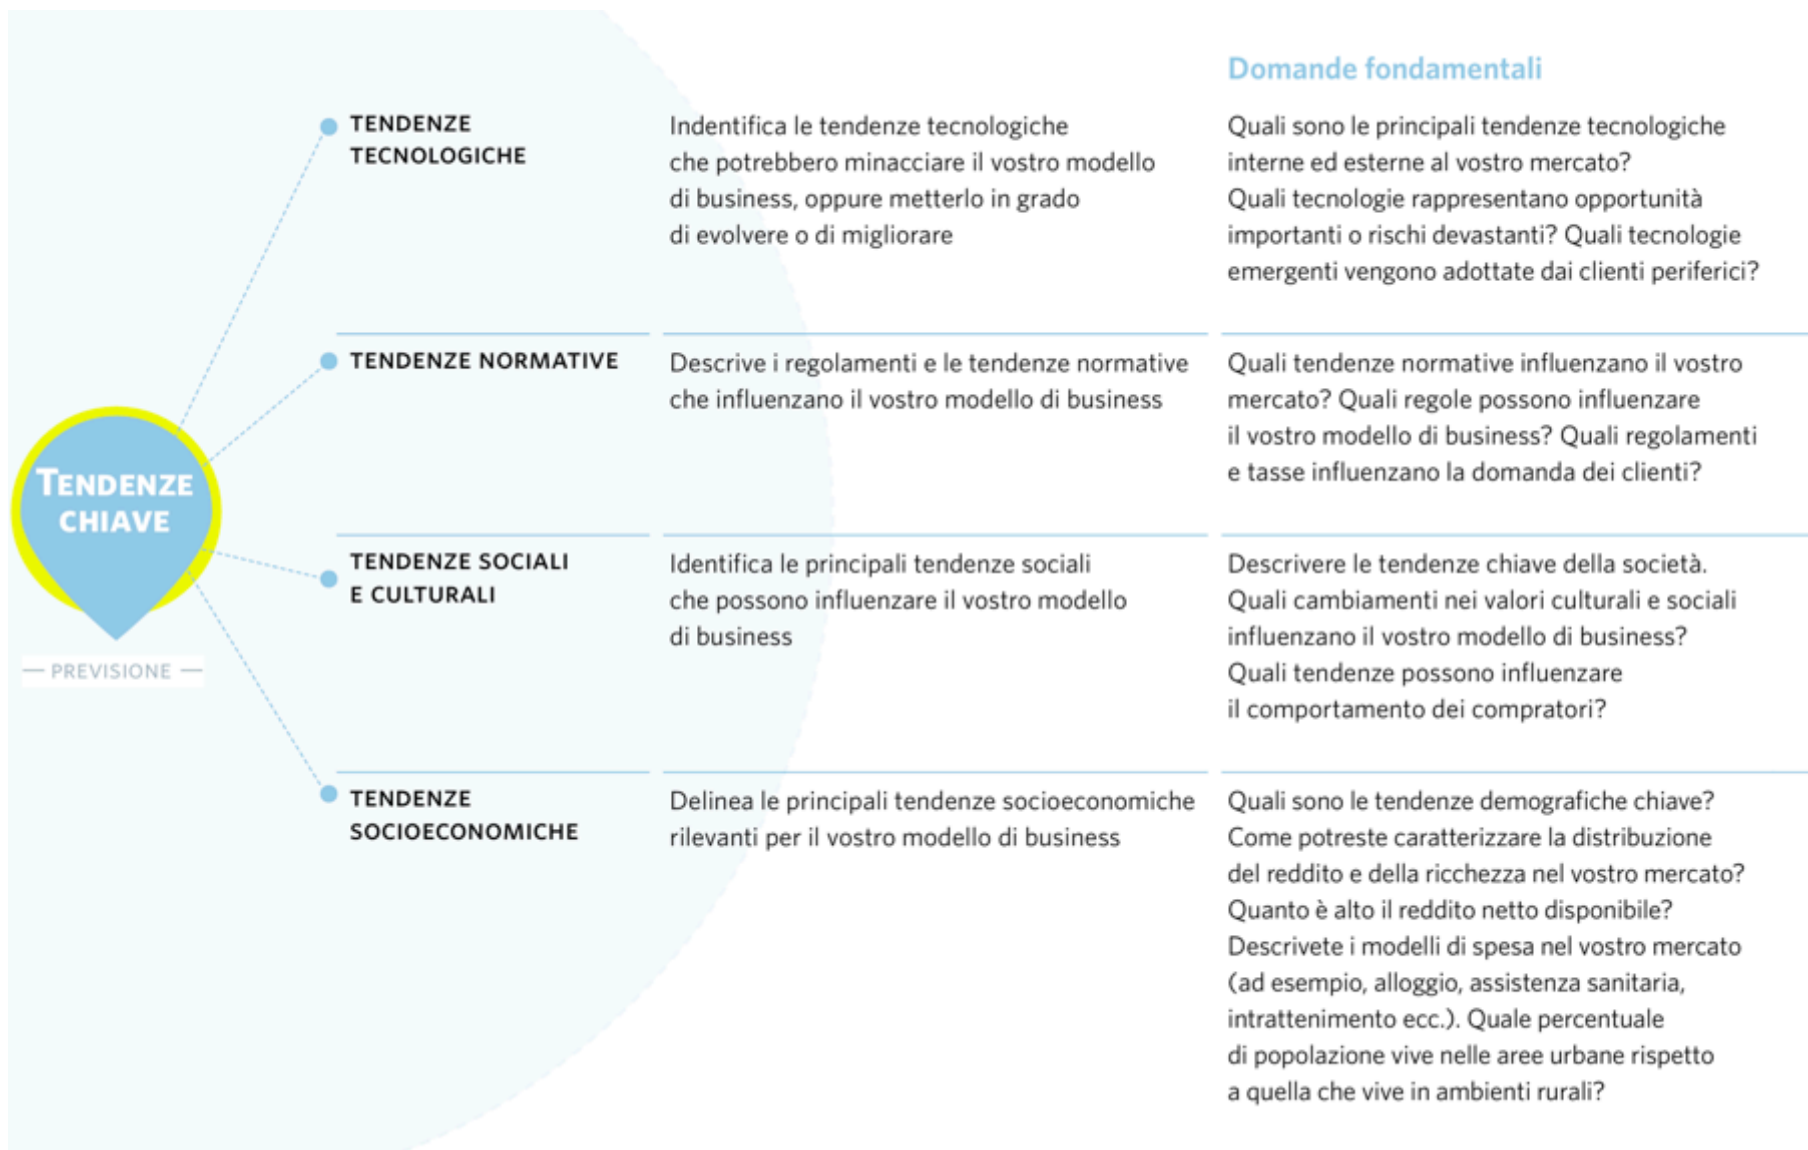 Domande fondamentali
TENDENZE
TECNOLOGICHE
Indentifica le tendenze tecnologiche
che potrebbero minacciare il vostro modello
di business, oppure metterlo in grado
di evolvere o di migliorare
Quali sono le principali tendenze tecnologiche
interne ed esterne al vostro mercato?
Quali tecnologie rappresentano opportunità
importanti o rischi devastanti? Quali tecnologie
emergenti vengono adottate dai clienti periferici?
TENDENZE NORMATIVE
Descrive i regolamenti e le tendenze normative
che influenzano il vostro modello di business
Quali tendenze normative influenzano il vostro
mercato? Quali regole possono influenzare
il vostro modello di business? Quali regolamenti
e tasse influenzano la domanda dei clienti?
TENDENZE
CHIAVE
— PREVISIONE —
TENDENZE SOCIALI
E CULTURALI
Identifica le principali tendenze sociali
che possono influenzare il vostro modello
di business
Descrivere le tendenze chiave della società.
Quali cambiamenti nei valori culturali e sociali
influenzano il vostro modello di business?
Quali tendenze possono influenzare
il comportamento dei compratori?
TENDENZE
SOCIOECONOMICHE
Delinea le principali tendenze socioeconomiche
rilevanti per il vostro modello di business
Quali sono le tendenze demografiche chiave?
Come potreste caratterizzare la distribuzione
del reddito e della ricchezza nel vostro mercato?
Quanto è alto il reddito netto disponibile?
Descrivete i modelli di spesa nel vostro mercato
(ad esempio, alloggio, assistenza sanitaria,
intrattenimento ecc.). Quale percentuale
di popolazione vive nelle aree urbane rispetto
a quella che vive in ambienti rurali?